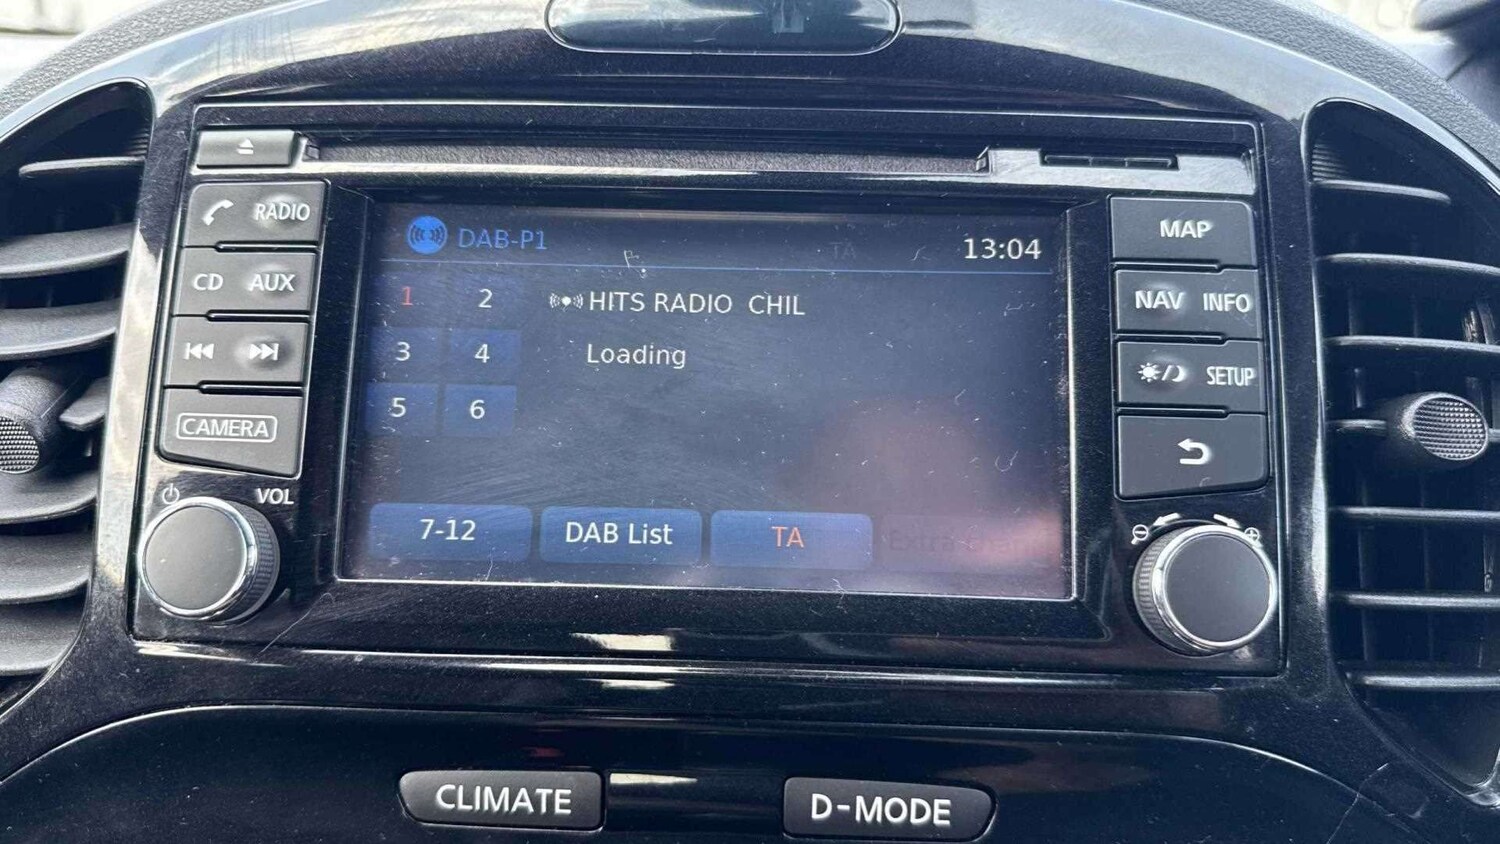 RADIO
CD AUX
CAMERA
VOL
DAB-P1 TA 13:04
1 2 HITS RADIO CHIL
3 4 Loading
5 6
7-12 DAB List TA
MAP
NAV INFO
SETUP
CLIMATE D-MODE